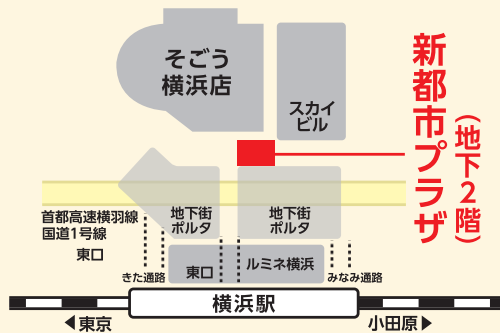 そごう
横浜店
スカイ
ビル
新都市プラザ
(地下2階)
首都高速横羽線
国道1号線
東口
地下街
ポルタ
地下街
ポルタ
きた通路
東口
ルミネ横浜
みなみ通路
横浜駅
◀東京
小田原▶